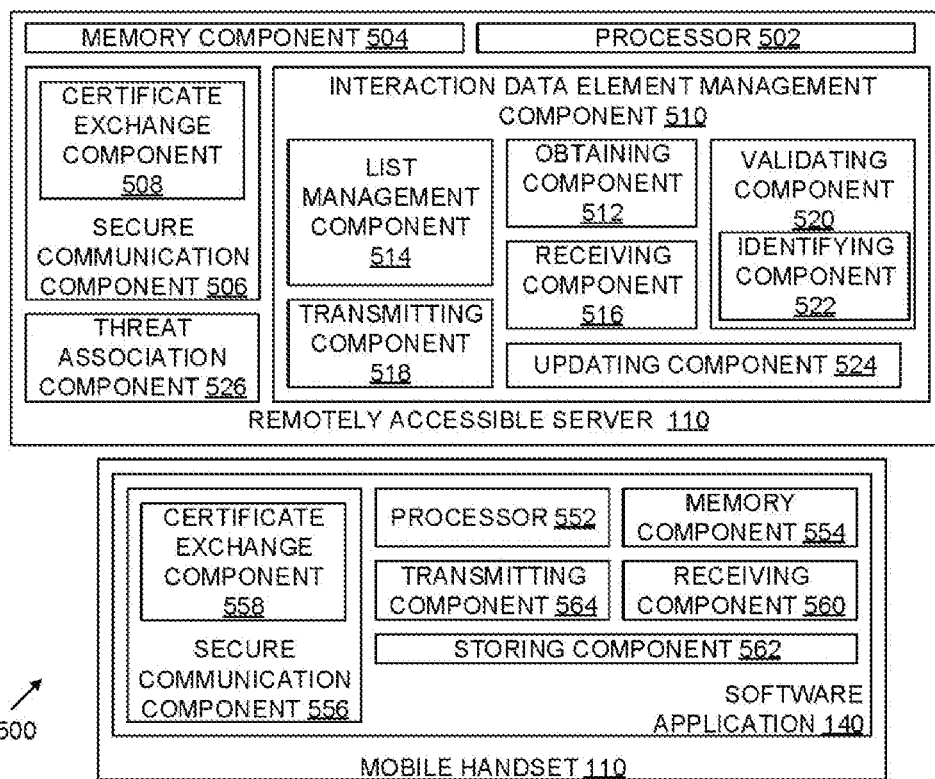 MEMORY COMPONENT 504
PROCESSOR 502
CERTIFICATE
EXCHANGE
COMPONENT
508
SECURE
COMMUNICATION
COMPONENT 506
THREAT
ASSOCIATION
COMPONENT 526
INTERACTION DATA ELEMENT MANAGEMENT
COMPONENT 510
LIST
MANAGEMENT
COMPONENT
514
TRANSMITTING
COMPONENT
518
OBTAINING
COMPONENT
512
RECEIVING
COMPONENT
516
VALIDATING
COMPONENT
520
IDENTIFYING
COMPONENT
522
UPDATING COMPONENT 524
REMOTELY ACCESSIBLE SERVER 110
CERTIFICATE
EXCHANGE
COMPONENT
558
SECURE
COMMUNICATION
COMPONENT 556
PROCESSOR 552
MEMORY
COMPONENT 554
TRANSMITTING
COMPONENT 564
RECEIVING
COMPONENT 560
STORING COMPONENT 562
SOFTWARE
APPLICATION 140
MOBILE HANDSET 110
500